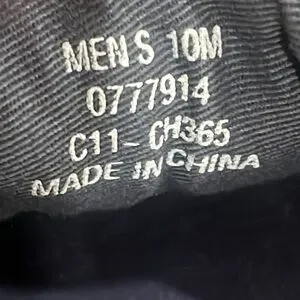 MEN S 10M
0777914
C11- CH365
MADE IN CHINA